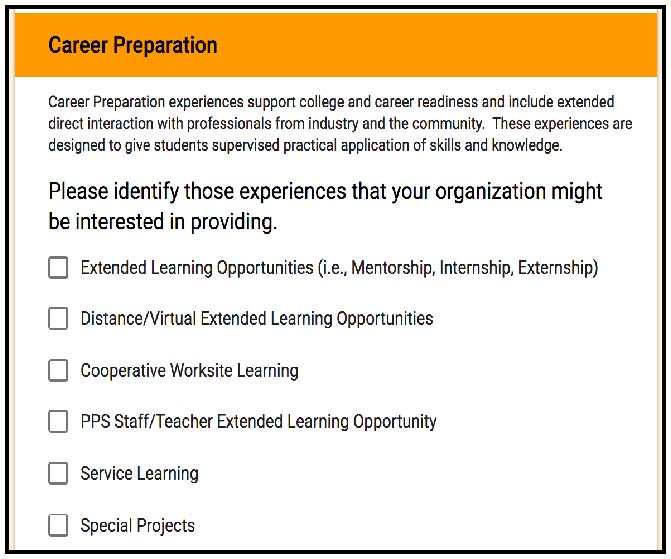 Career Preparation
Career Preparation experiences support college and career readiness and include extended
direct interaction with professionals from industry and the community.  These experiences are
designed to give students supervised practical application of skills and knowledge.
Please identify those experiences that your organization might
be interested in providing.
Extended Learning Opportunities (i.e., Mentorship, Internship, Externship)
Distance/Virtual Extended Learning Opportunities
Cooperative Worksite Learning
PPS Staff/Teacher Extended Learning Opportunity
Service Learning
Special Projects